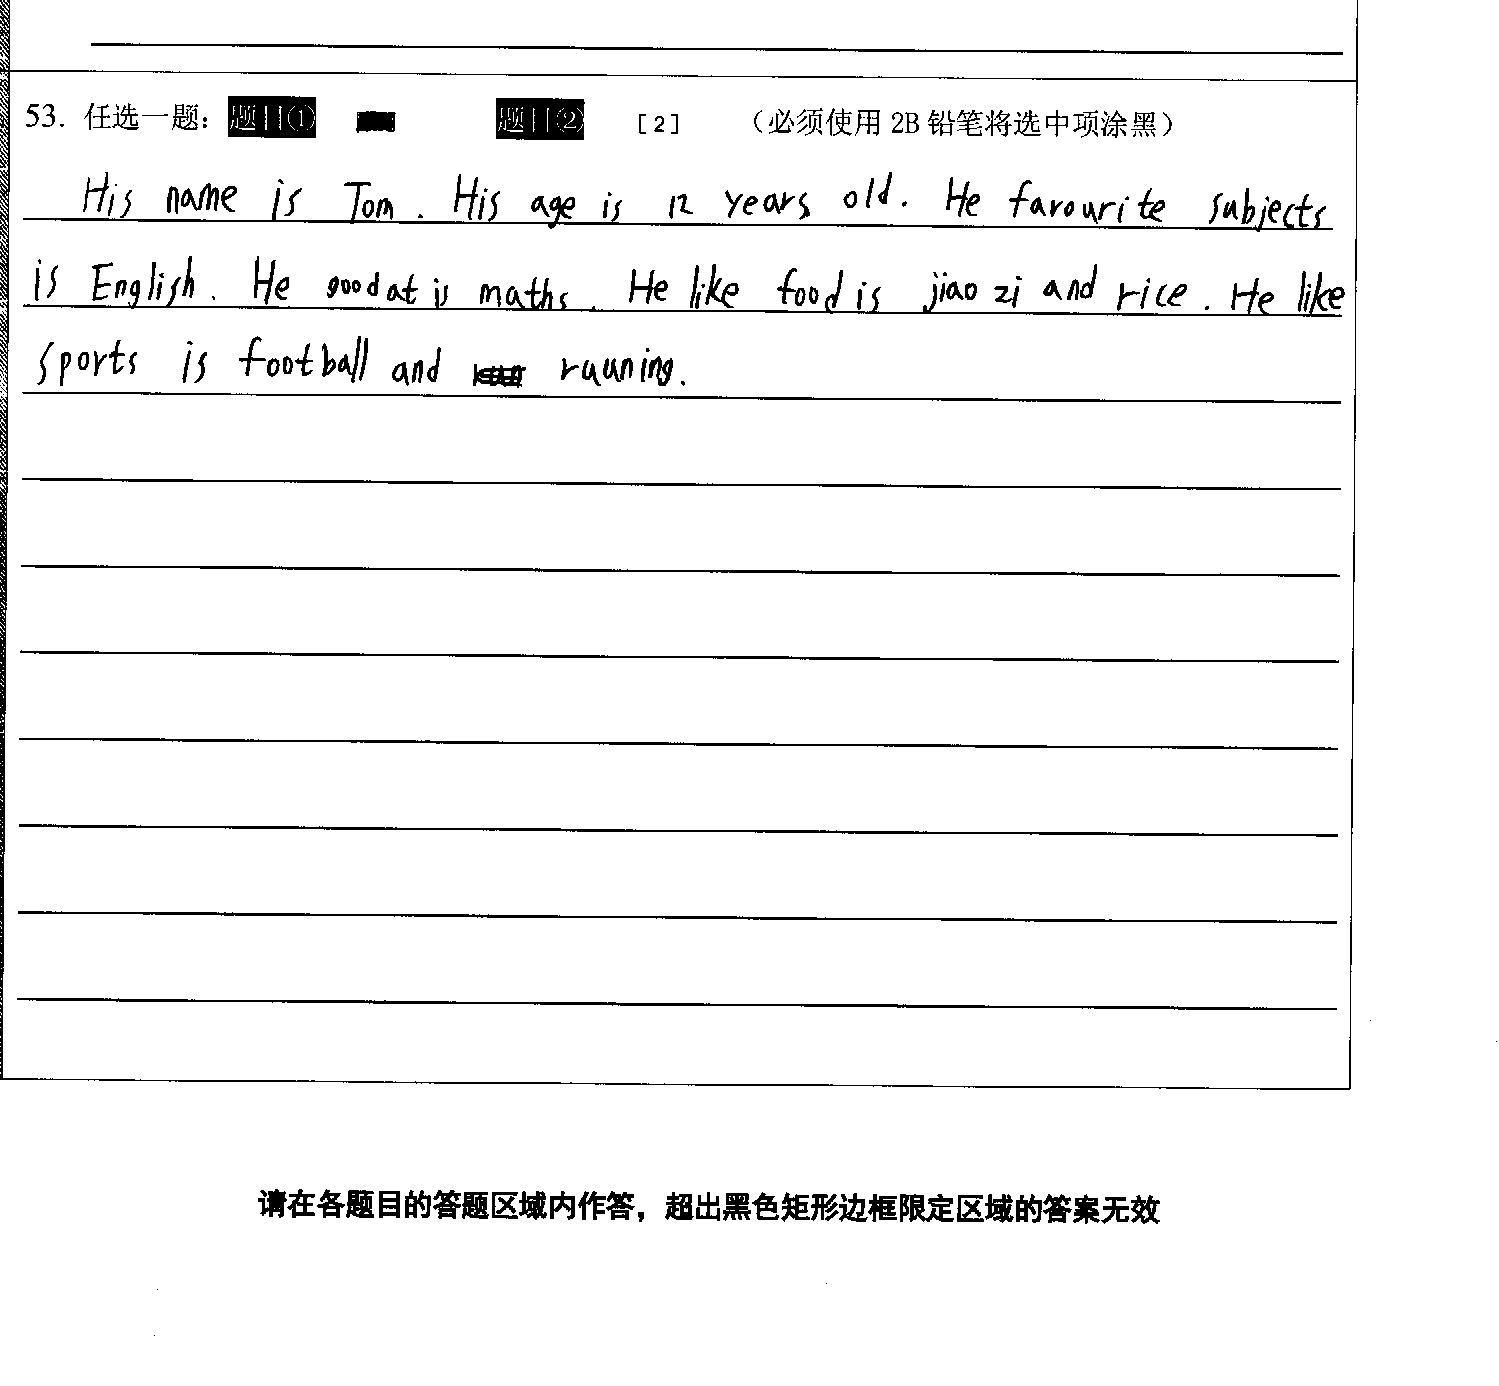 53. 任选一题: 题目① 题目② [2] (必须使用 2B 铅笔将选中项涂黑)
His name is Tom. His age is 12 years old. He favourite subjects
is English. He good at is maths. He like food is jiao zi and rice. He like
sports is football and rauning.
请在各题目的答题区域内作答，超出黑色矩形边框限定区域的答案无效